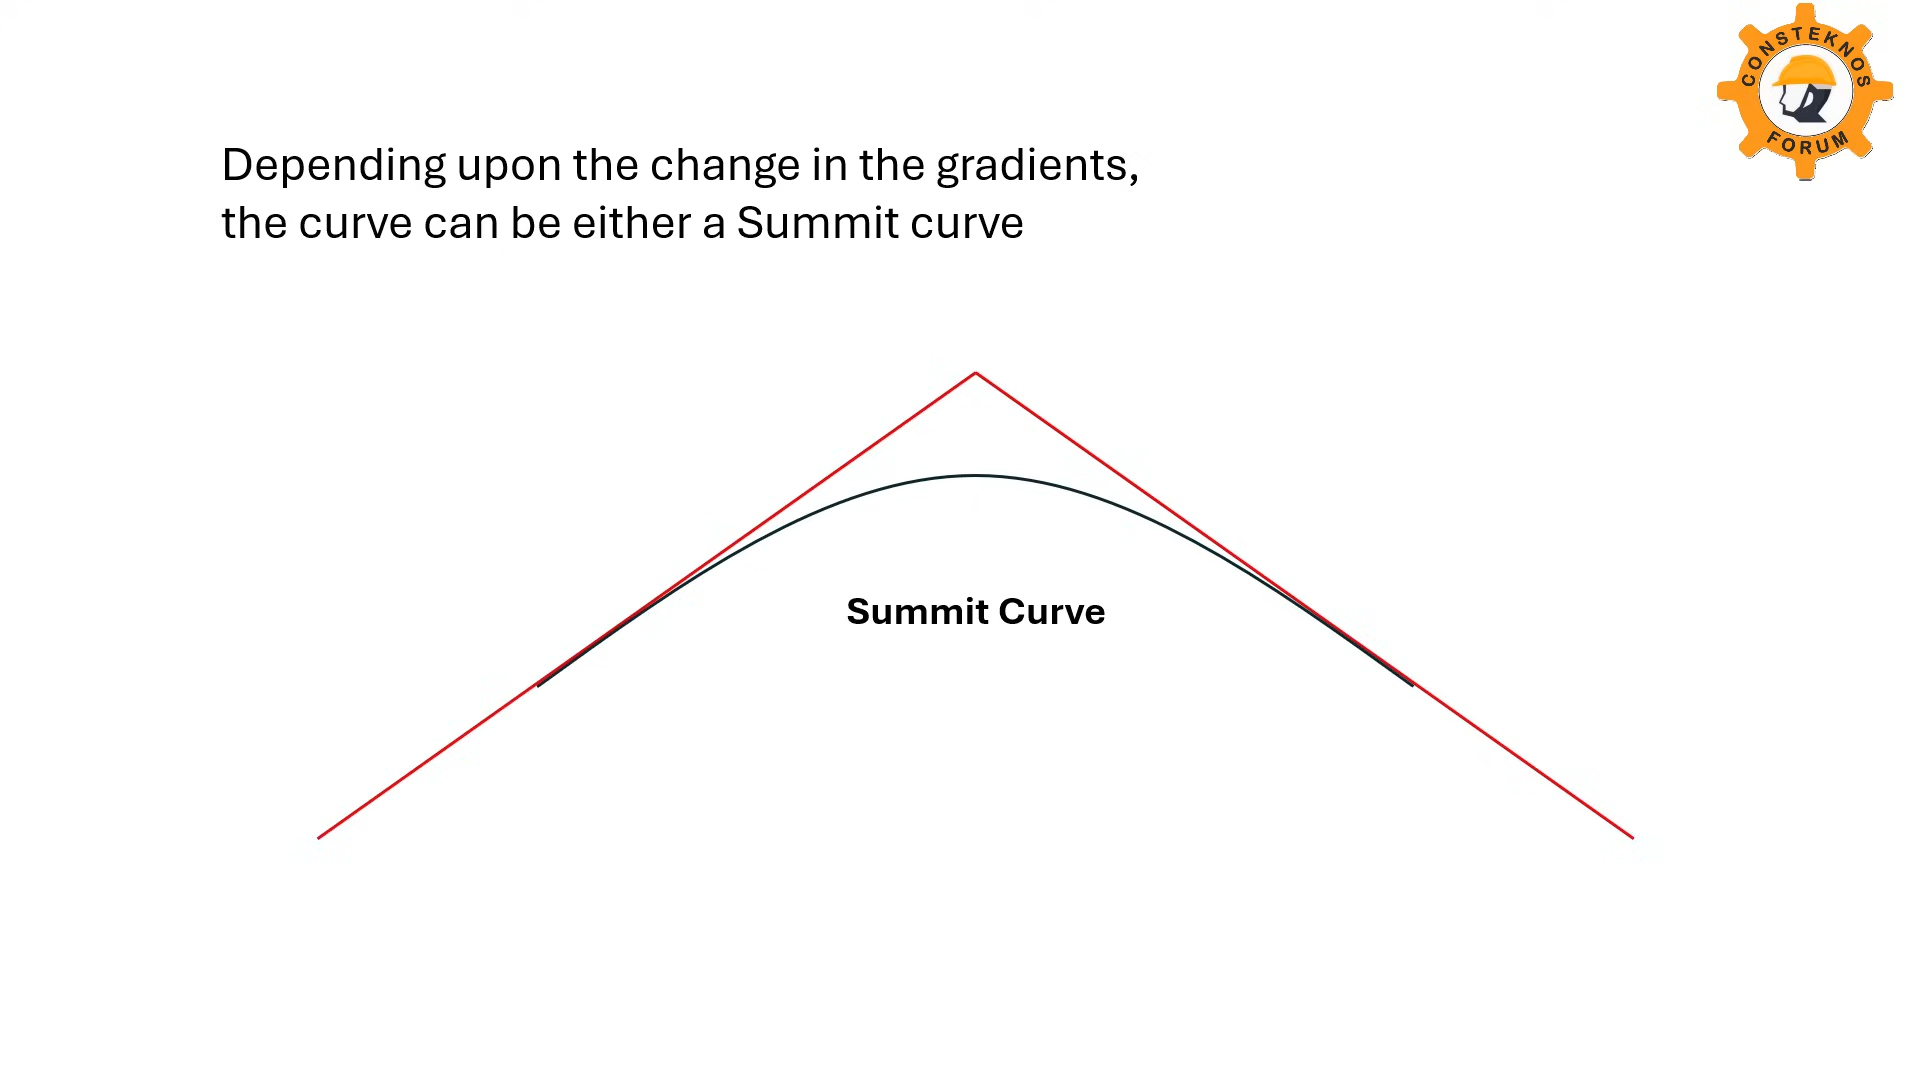 CONSTEKNOS
FORUM
Depending upon the change in the gradients,
the curve can be either a Summit curve
Summit Curve